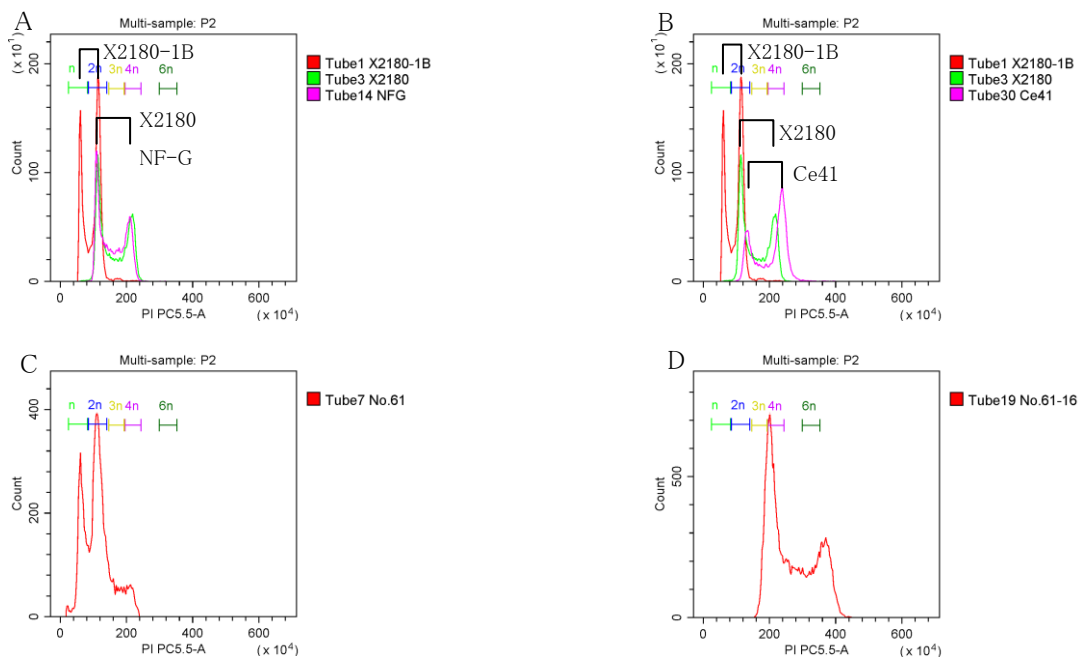 A
Multi-sample: P2
(x 10¹)
200
100
0
Count
n 2n 3n 4n 6n
X2180-1B
X2180
NF-G
0 200 400 600
PI PC5.5-A
(x 10⁴)
Tube1 X2180-1B
Tube3 X2180
Tube14 NFG
B
Multi-sample: P2
(x 10¹)
200
100
0
Count
n 2n 3n 4n 6n
X2180-1B
X2180
Ce41
0 200 400 600
PI PC5.5-A
(x 10⁴)
Tube1 X2180-1B
Tube3 X2180
Tube30 Ce41
C
Multi-sample: P2
400
200
0
Count
n 2n 3n 4n 6n
0 200 400 600
PI PC5.5-A
(x 10⁴)
Tube7 No.61
D
Multi-sample: P2
500
0
Count
n 2n 3n 4n 6n
0 200 400 600
PI PC5.5-A
(x 10⁴)
Tube19 No.61-16